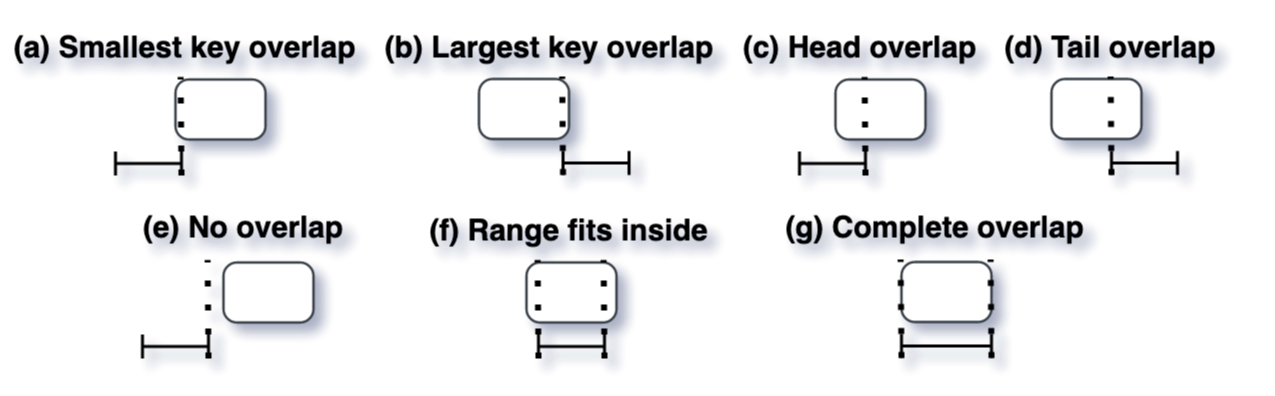 (a) Smallest key overlap (b) Largest key overlap (c) Head overlap (d) Tail overlap
(e) No overlap (f) Range fits inside (g) Complete overlap